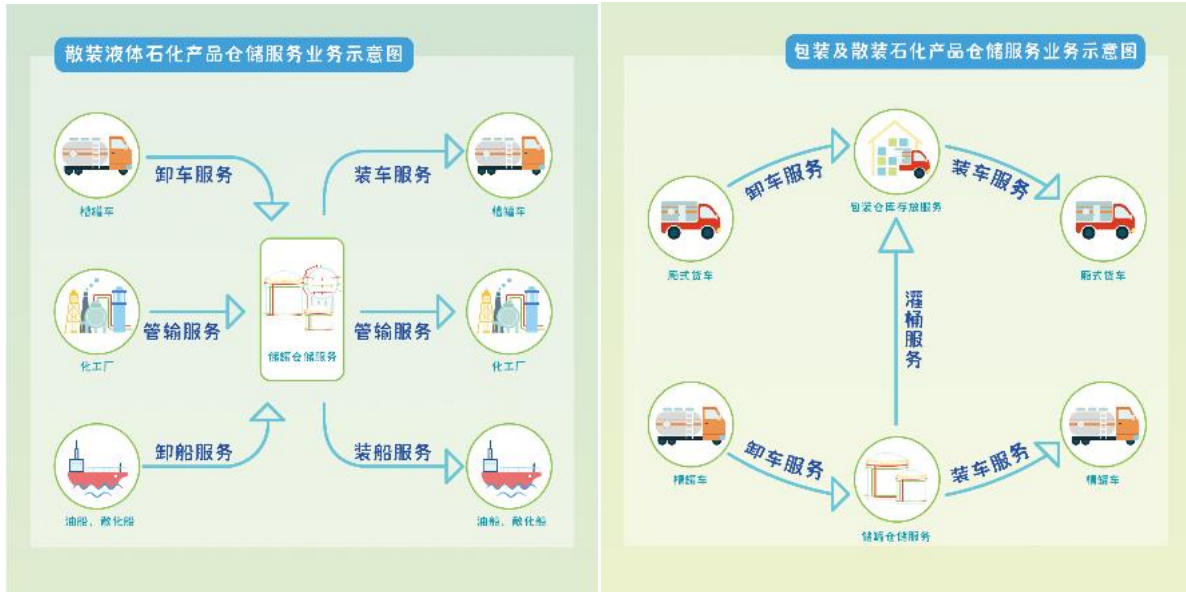 散装液体石化产品仓储服务业务示意图
卸车服务
装车服务
槽罐车
槽罐车
管输服务
管输服务
储罐仓储服务
化工厂
化工厂
卸船服务
装船服务
油船、散化船
油船、散化船
包装及散装石化产品仓储服务业务示意图
卸车服务
装车服务
包装仓库存放服务
厢式货车
厢式货车
灌桶服务
卸车服务
装车服务
槽罐车
槽罐车
储罐仓储服务